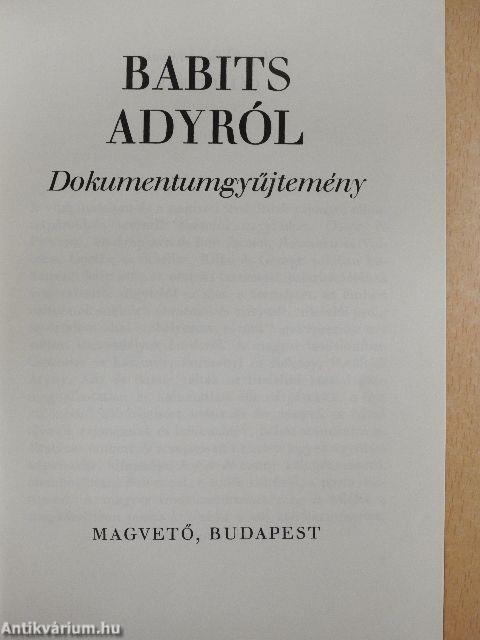 BABITS
ADYRÓL
Dokumentumgyűjtemény
MAGVETŐ, BUDAPEST
Antikvárium.hu